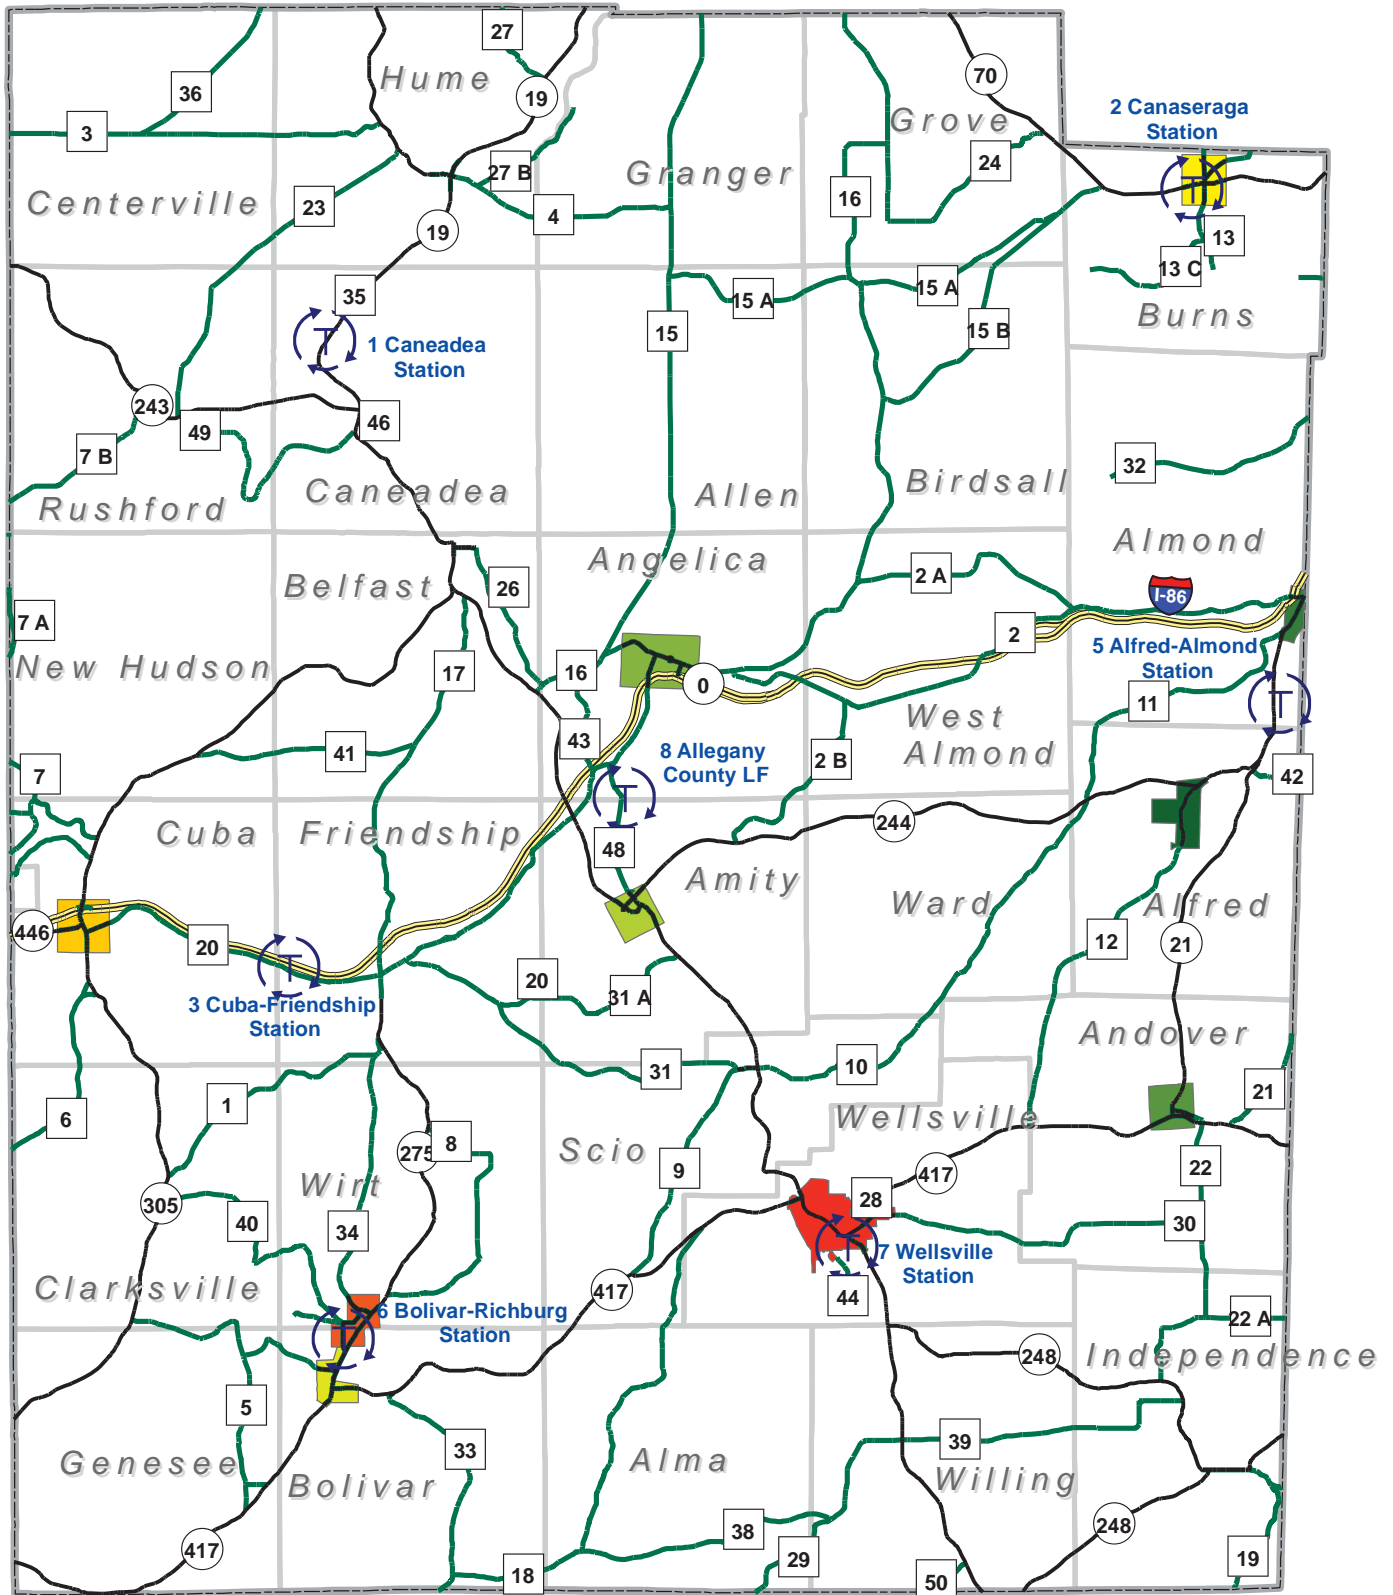 27
70
36
Hume
19
2 Canaseraga
Station
Grove
3
24
27 B
Granger
T
16
Centerville
23
4
19
13
13 C
35
15 A
15 A
Burns
15
15 B
T
1 Caneadea
Station
243
46
49
7 B
32
Caneadea
Allen
Birdsall
Rushford
Almond
Angelica
Belfast
26
2 A
I-86
7 A
2
5 Alfred-Almond
Station
New Hudson
17
16
0
11
T
West
Almond
43
41
8 Allegany
County LF
2 B
7
42
T
Cuba
Friendship
244
48
Amity
Ward
Alfred
446
20
12
21
T
20
31 A
3 Cuba-Friendship
Station
Andover
31
10
1
6
21
Wellsville
275
8
Scio
9
22
417
Wirt
28
305
40
34
30
T
7 Wellsville
Station
Clarksville
417
44
6 Bolivar-Richburg
Station
22 A
T
248
Independence
5
33
39
Genesee
Alma
Bolivar
Willing
38
248
417
29
19
18
50